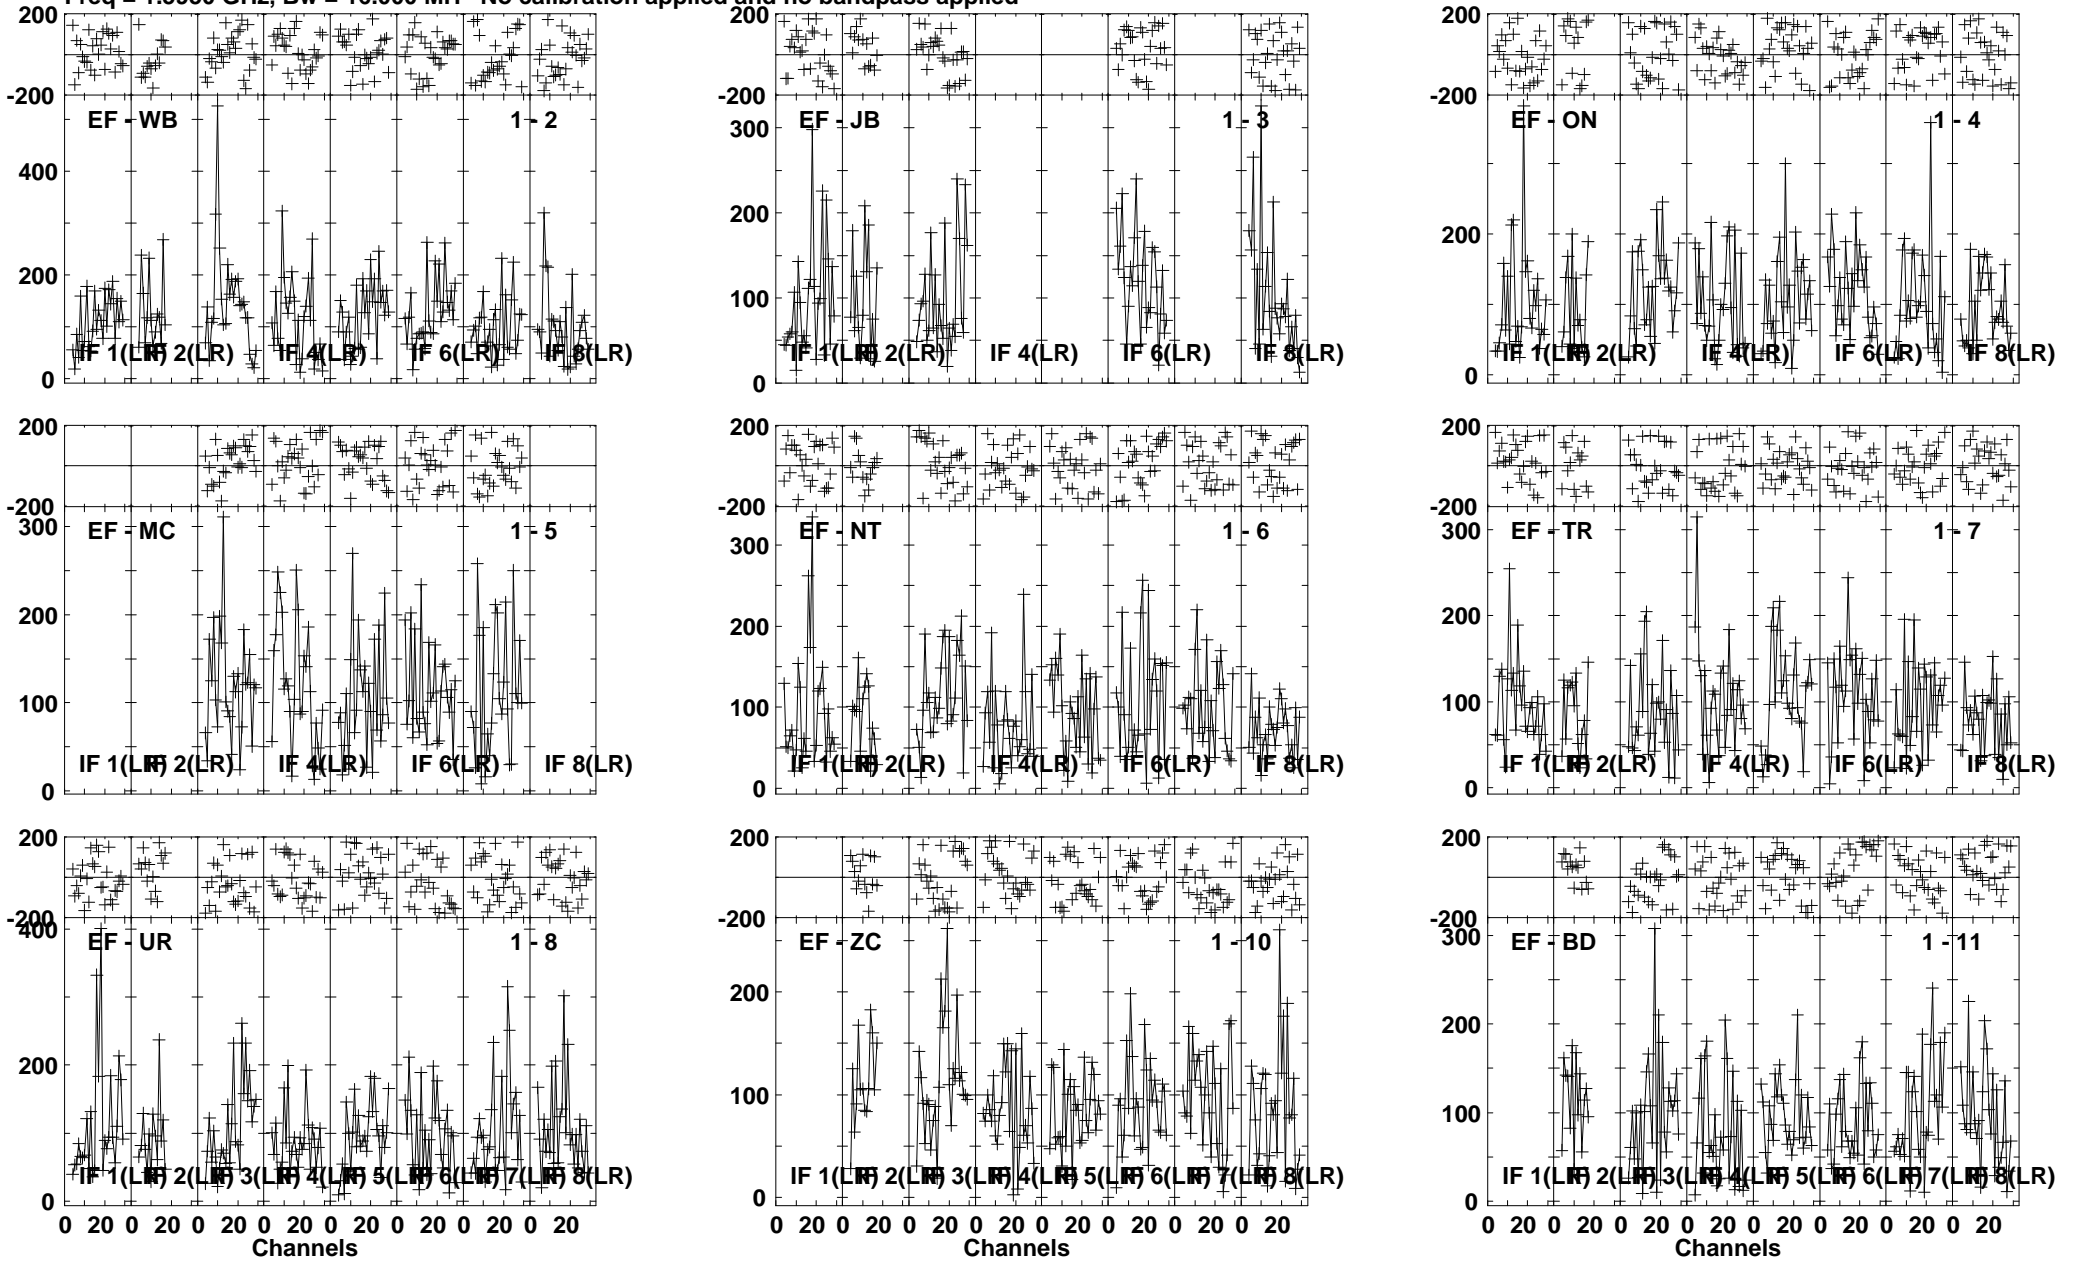 No calibration applied and no bandpass applied
200
-200
EF - WB
1 - 2
400
200
0
IF 1(LR)
IF 2(LR)
IF 4(LR)
IF 6(LR)
IF 8(LR)
200
-200
EF - JB
1 - 3
300
200
100
0
IF 1(LR)
IF 2(LR)
IF 4(LR)
IF 6(LR)
IF 8(LR)
200
-200
EF - ON
1 - 4
200
0
IF 1(LR)
IF 2(LR)
IF 4(LR)
IF 6(LR)
IF 8(LR)
200
-200
EF - MC
1 - 5
300
200
100
0
IF 1(LR)
IF 2(LR)
IF 4(LR)
IF 6(LR)
IF 8(LR)
200
-200
EF - NT
1 - 6
300
200
100
0
IF 1(LR)
IF 2(LR)
IF 4(LR)
IF 6(LR)
IF 8(LR)
200
-200
EF - TR
1 - 7
300
200
100
0
IF 1(LR)
IF 2(LR)
IF 4(LR)
IF 6(LR)
IF 8(LR)
200
-200
EF - UR
1 - 8
400
200
0
IF 1(LR)
IF 2(LR)
IF 3(LR)
IF 4(LR)
IF 5(LR)
IF 6(LR)
IF 7(LR)
IF 8(LR)
0 20 0 20 0 20 0 20 0 20 0 20 0 20 0 20
Channels
200
-200
EF - ZC
1 - 10
200
100
0
IF 1(LR)
IF 2(LR)
IF 3(LR)
IF 4(LR)
IF 5(LR)
IF 6(LR)
IF 7(LR)
IF 8(LR)
0 20 0 20 0 20 0 20 0 20 0 20 0 20 0 20
Channels
200
-200
EF - BD
1 - 11
300
200
100
0
IF 1(LR)
IF 2(LR)
IF 3(LR)
IF 4(LR)
IF 5(LR)
IF 6(LR)
IF 7(LR)
IF 8(LR)
0 20 0 20 0 20 0 20 0 20 0 20 0 20 0 20
Channels